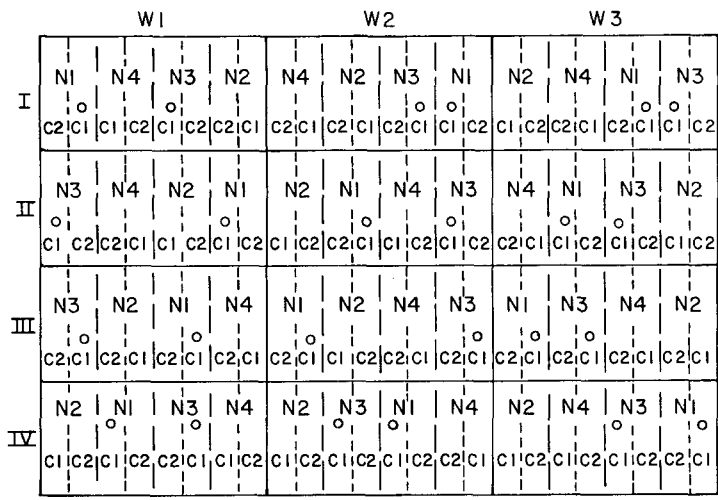 W1 W2 W3
N1 N4 N3 N2 N4 N2 N3 N1 N2 N4 N1 N3
I
C2 C1 C1 C2 C1 C2 C2 C1 C2 C1 C1 C2 C2 C1 C1 C2 C1 C2 C2 C1 C2 C1 C1 C2
N3 N4 N2 N1 N2 N1 N4 N3 N4 N1 N3 N2
II
C1 C2 C2 C1 C1 C2 C1 C2 C1 C2 C2 C1 C1 C2 C1 C2 C2 C1 C2 C1 C1 C2 C1 C2
N3 N2 N1 N4 N1 N2 N4 N3 N1 N3 N4 N2
III
C2 C1 C2 C1 C2 C1 C2 C1 C2 C1 C2 C1 C2 C1 C2 C1 C2 C1 C2 C1 C2 C1 C2 C1
N2 N1 N3 N4 N2 N3 N1 N4 N2 N4 N3 N1
IV
C1 C2 C1 C2 C2 C1 C1 C2 C1 C2 C1 C2 C1 C2 C2 C1 C1 C2 C2 C1 C1 C2 C2 C1